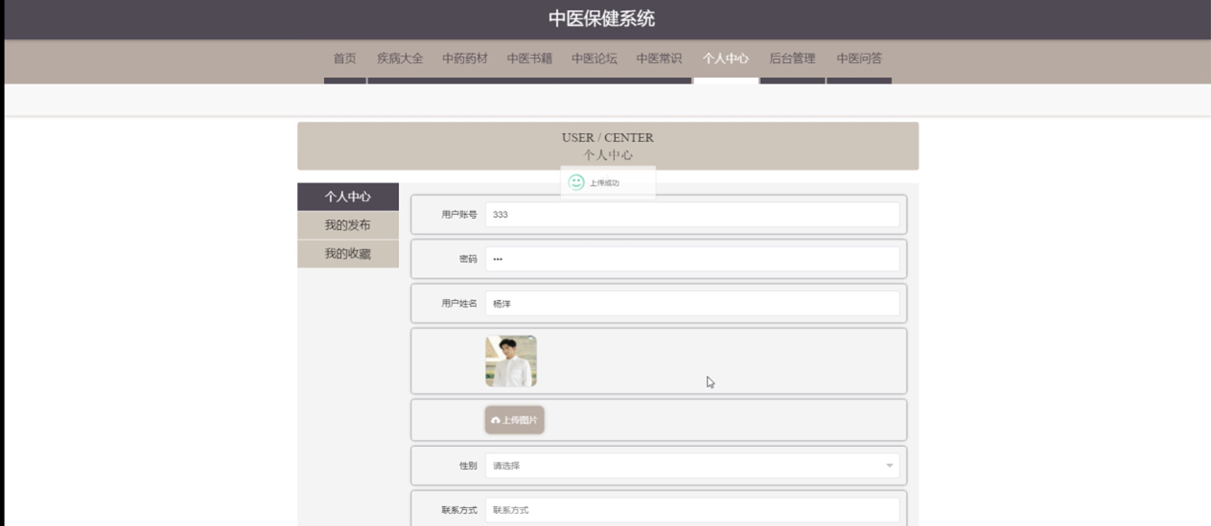 中医保健系统
首页 疾病大全 中药药材 中医书籍 中医论坛 中医常识 个人中心 后台管理 中医问答
USER / CENTER
个人中心
上传成功
个人中心
我的发布
我的收藏
用户账号 333
密码 •••
用户姓名 杨洋
上传图片
性别 请选择
联系方式 联系方式